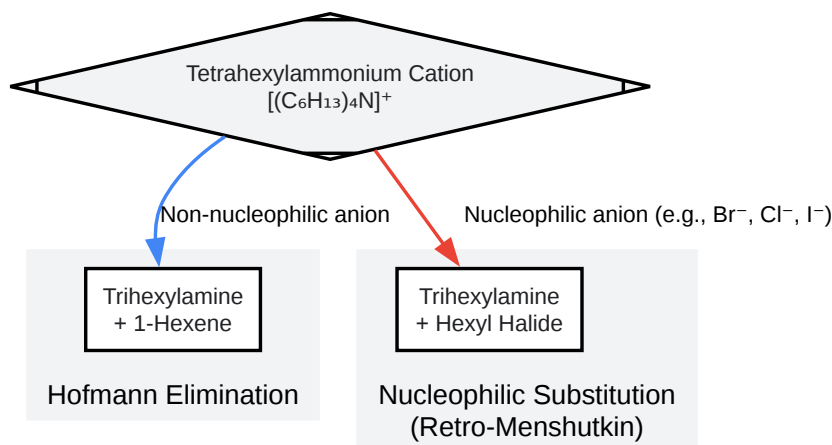 Tetrahexylammonium Cation
[(C₆H₁₃)₄N]⁺
Non-nucleophilic anion
Nucleophilic anion (e.g., Br⁻, Cl⁻, I⁻)
Trihexylamine
+ 1-Hexene
Hofmann Elimination
Trihexylamine
+ Hexyl Halide
Nucleophilic Substitution
(Retro-Menshutkin)